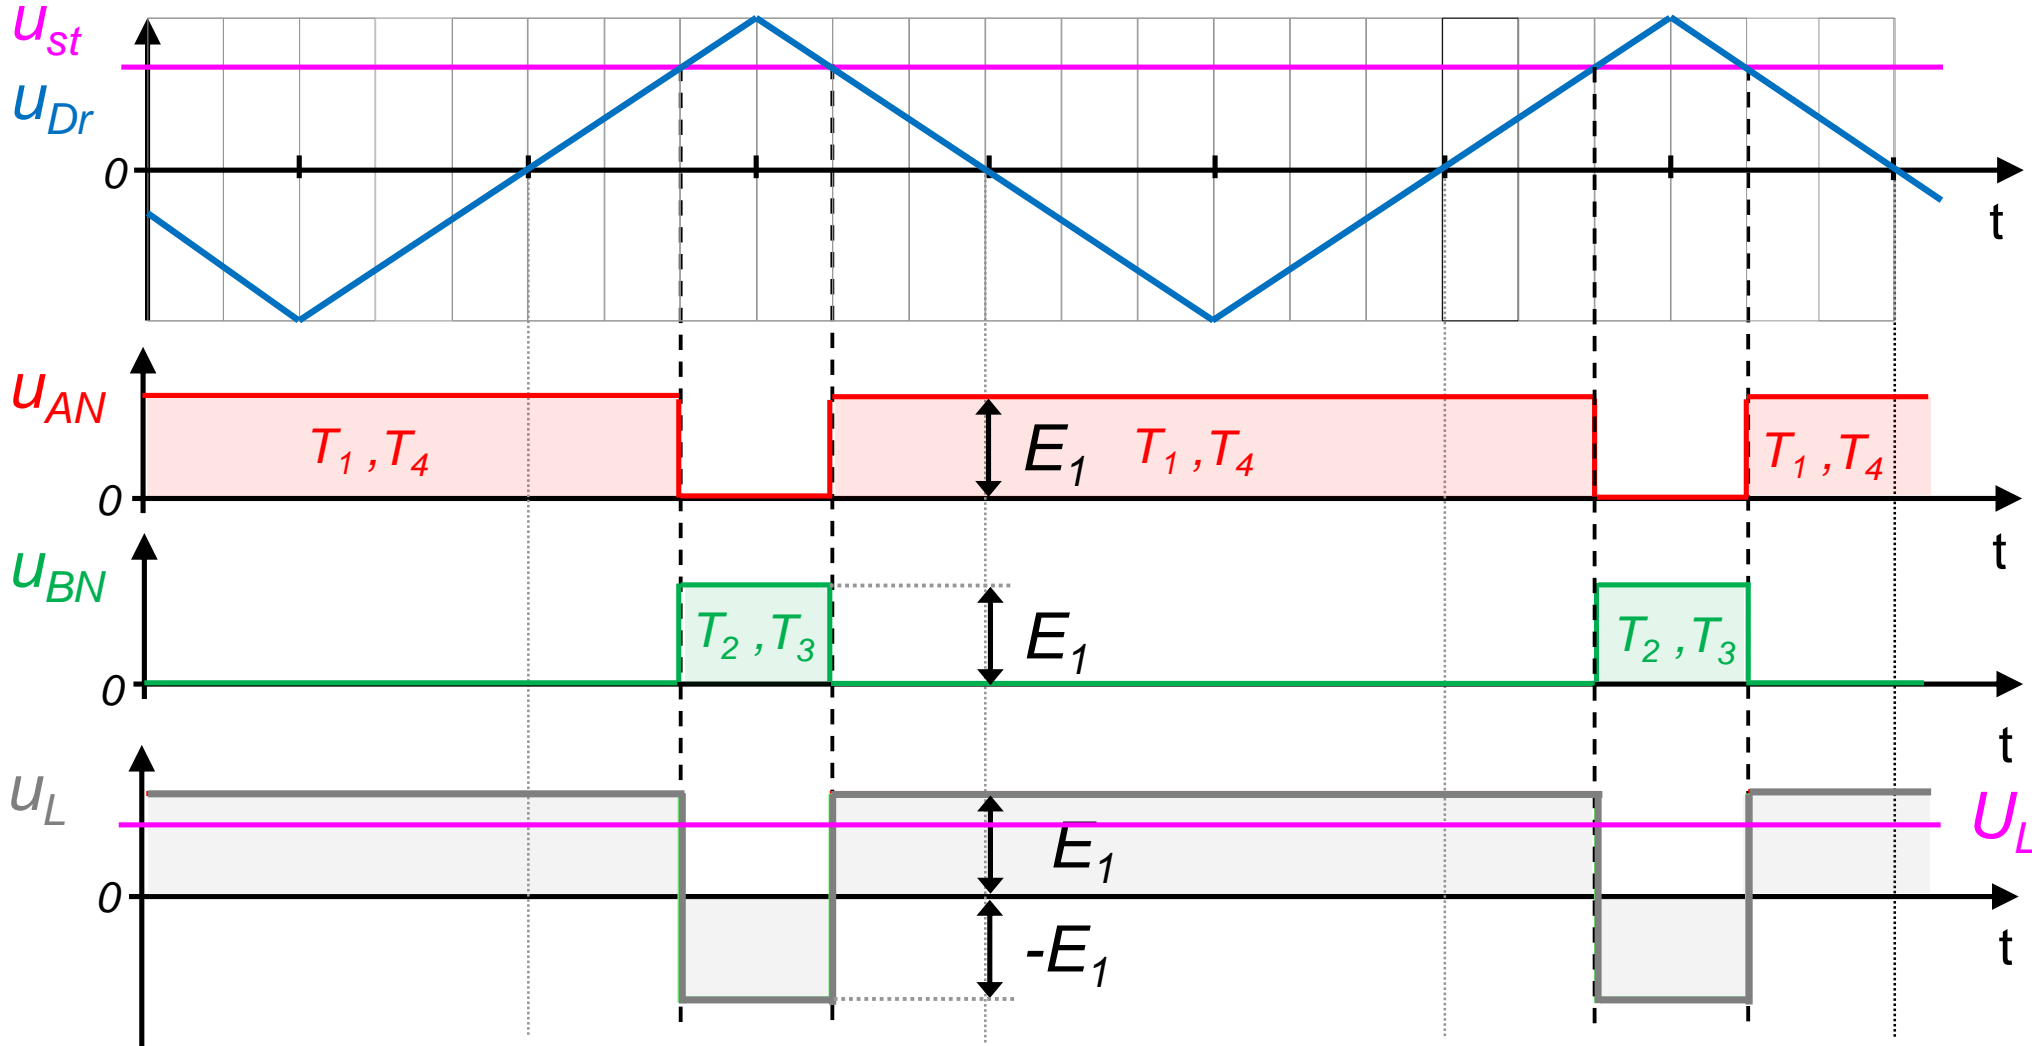 u_st
u_Dr
0
t
u_AN
T_1 ,T_4
E_1
T_1 ,T_4
T_1 ,T_4
0
t
u_BN
T_2 ,T_3
E_1
T_2 ,T_3
0
t
u_L
E_1
U_L
0
-E_1
t